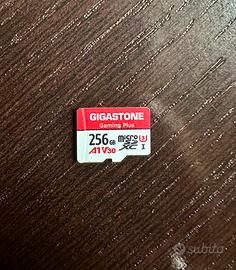 GIGASTONE
Gaming Plus
256GB micro SD XC U3 I
A1 V30
subito